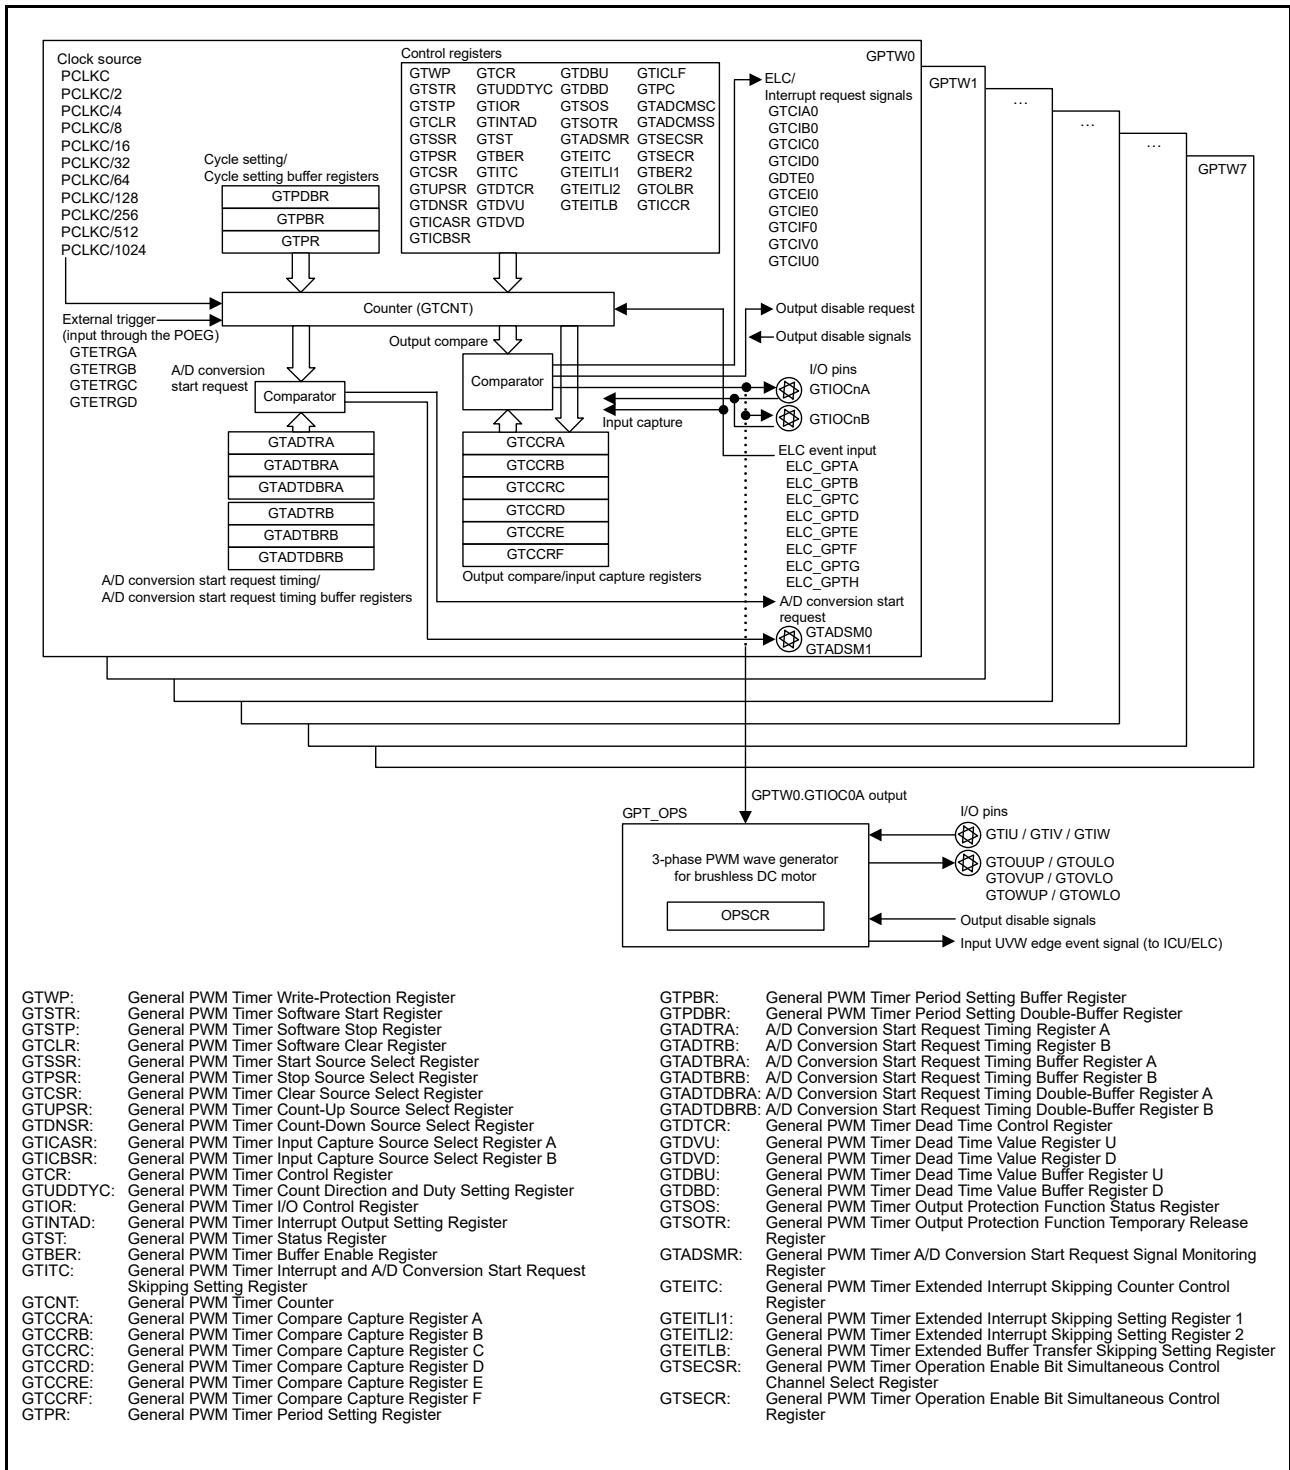 GPTW0
GPTW1
…
…
…
GPTW7
Clock source
PCLKC
PCLKC/2
PCLKC/4
PCLKC/8
PCLKC/16
PCLKC/32
PCLKC/64
PCLKC/128
PCLKC/256
PCLKC/512
PCLKC/1024
Cycle setting/
Cycle setting buffer registers
GTPDBR
GTPBR
GTPR
Control registers
GTWP GTCR GTDBU GTICLF
GTSTR GTUDDTYC GTDBD GTPC
GTSTP GTIOR GTSOS GTADCMSC
GTCLR GTINTAD GTSOTR GTADCMSS
GTSSR GTST GTADSMR GTSECSR
GTPSR GTBER GTEITC GTSECR
GTCSR GTITC GTEITLI1 GTBER2
GTUPSR GTDTCR GTEITLI2 GTOLBR
GTDNSR GTDVU GTEITLB GTICCR
GTICASR GTDVD
GTICBSR
ELC/
Interrupt request signals
GTCIA0
GTCIB0
GTCIC0
GTCID0
GDTE0
GTCEI0
GTCIE0
GTCIF0
GTCIV0
GTCIU0
Counter (GTCNT)
External trigger
(input through the POEG)
GTETRGA
GTETRGB
GTETRGC
GTETRGD
A/D conversion
start request
Comparator
GTADTRA
GTADTBRA
GTADTDBRA
GTADTRB
GTADTBRB
GTADTDBRB
A/D conversion start request timing/
A/D conversion start request timing buffer registers
Output compare
Comparator
Input capture
GTCCRA
GTCCRB
GTCCRC
GTCCRD
GTCCRE
GTCCRF
Output compare/input capture registers
Output disable request
Output disable signals
I/O pins
GTIOCnA
GTIOCnB
ELC event input
ELC_GPTA
ELC_GPTB
ELC_GPTC
ELC_GPTD
ELC_GPTE
ELC_GPTF
ELC_GPTG
ELC_GPTH
A/D conversion start
request
GTADSM0
GTADSM1
GPTW0.GTIOC0A output
GPT_OPS
3-phase PWM wave generator
for brushless DC motor
OPSCR
I/O pins
GTIU / GTIV / GTIW
GTOUUP / GTOULO
GTOVUP / GTOVLO
GTOWUP / GTOWLO
Output disable signals
Input UVW edge event signal (to ICU/ELC)
GTWP: General PWM Timer Write-Protection Register
GTSTR: General PWM Timer Software Start Register
GTSTP: General PWM Timer Software Stop Register
GTCLR: General PWM Timer Software Clear Register
GTSSR: General PWM Timer Start Source Select Register
GTPSR: General PWM Timer Stop Source Select Register
GTCSR: General PWM Timer Clear Source Select Register
GTUPSR: General PWM Timer Count-Up Source Select Register
GTDNSR: General PWM Timer Count-Down Source Select Register
GTICASR: General PWM Timer Input Capture Source Select Register A
GTICBSR: General PWM Timer Input Capture Source Select Register B
GTCR: General PWM Timer Control Register
GTUDDTYC: General PWM Timer Count Direction and Duty Setting Register
GTIOR: General PWM Timer I/O Control Register
GTINTAD: General PWM Timer Interrupt Output Setting Register
GTST: General PWM Timer Status Register
GTBER: General PWM Timer Buffer Enable Register
GTITC: General PWM Timer Interrupt and A/D Conversion Start Request
Skipping Setting Register
GTCNT: General PWM Timer Counter
GTCCRA: General PWM Timer Compare Capture Register A
GTCCRB: General PWM Timer Compare Capture Register B
GTCCRC: General PWM Timer Compare Capture Register C
GTCCRD: General PWM Timer Compare Capture Register D
GTCCRE: General PWM Timer Compare Capture Register E
GTCCRF: General PWM Timer Compare Capture Register F
GTPR: General PWM Timer Period Setting Register
GTPBR: General PWM Timer Period Setting Buffer Register
GTPDBR: General PWM Timer Period Setting Double-Buffer Register
GTADTRA: A/D Conversion Start Request Timing Register A
GTADTRB: A/D Conversion Start Request Timing Register B
GTADTBRA: A/D Conversion Start Request Timing Buffer Register A
GTADTBRB: A/D Conversion Start Request Timing Buffer Register B
GTADTDBRA: A/D Conversion Start Request Timing Double-Buffer Register A
GTADTDBRB: A/D Conversion Start Request Timing Double-Buffer Register B
GTDTCR: General PWM Timer Dead Time Control Register
GTDVU: General PWM Timer Dead Time Value Register U
GTDVD: General PWM Timer Dead Time Value Register D
GTDBU: General PWM Timer Dead Time Value Buffer Register U
GTDBD: General PWM Timer Dead Time Value Buffer Register D
GTSOS: General PWM Timer Output Protection Function Status Register
GTSOTR: General PWM Timer Output Protection Function Temporary Release
Register
GTADSMR: General PWM Timer A/D Conversion Start Request Signal Monitoring
Register
GTEITC: General PWM Timer Extended Interrupt Skipping Counter Control
Register
GTEITLI1: General PWM Timer Extended Interrupt Skipping Setting Register 1
GTEITLI2: General PWM Timer Extended Interrupt Skipping Setting Register 2
GTEITLB: General PWM Timer Extended Buffer Transfer Skipping Setting Register
GTSECSR: General PWM Timer Operation Enable Bit Simultaneous Control
Channel Select Register
GTSECR: General PWM Timer Operation Enable Bit Simultaneous Control
Register